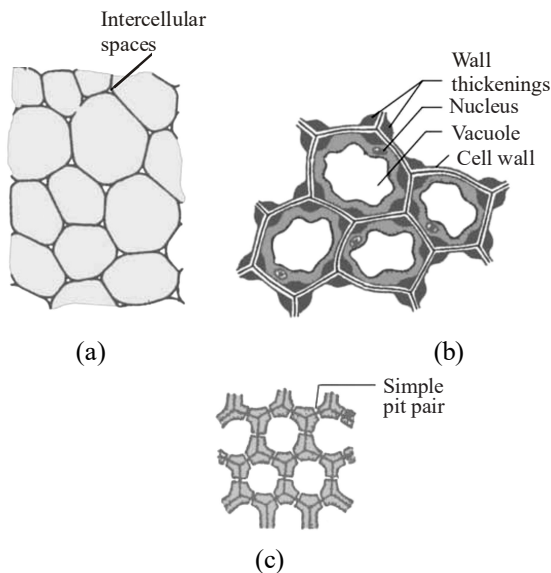 Intercellular
spaces
Wall
thickenings
Nucleus
Vacuole
Cell wall
(a)
(b)
Simple
pit pair
(c)